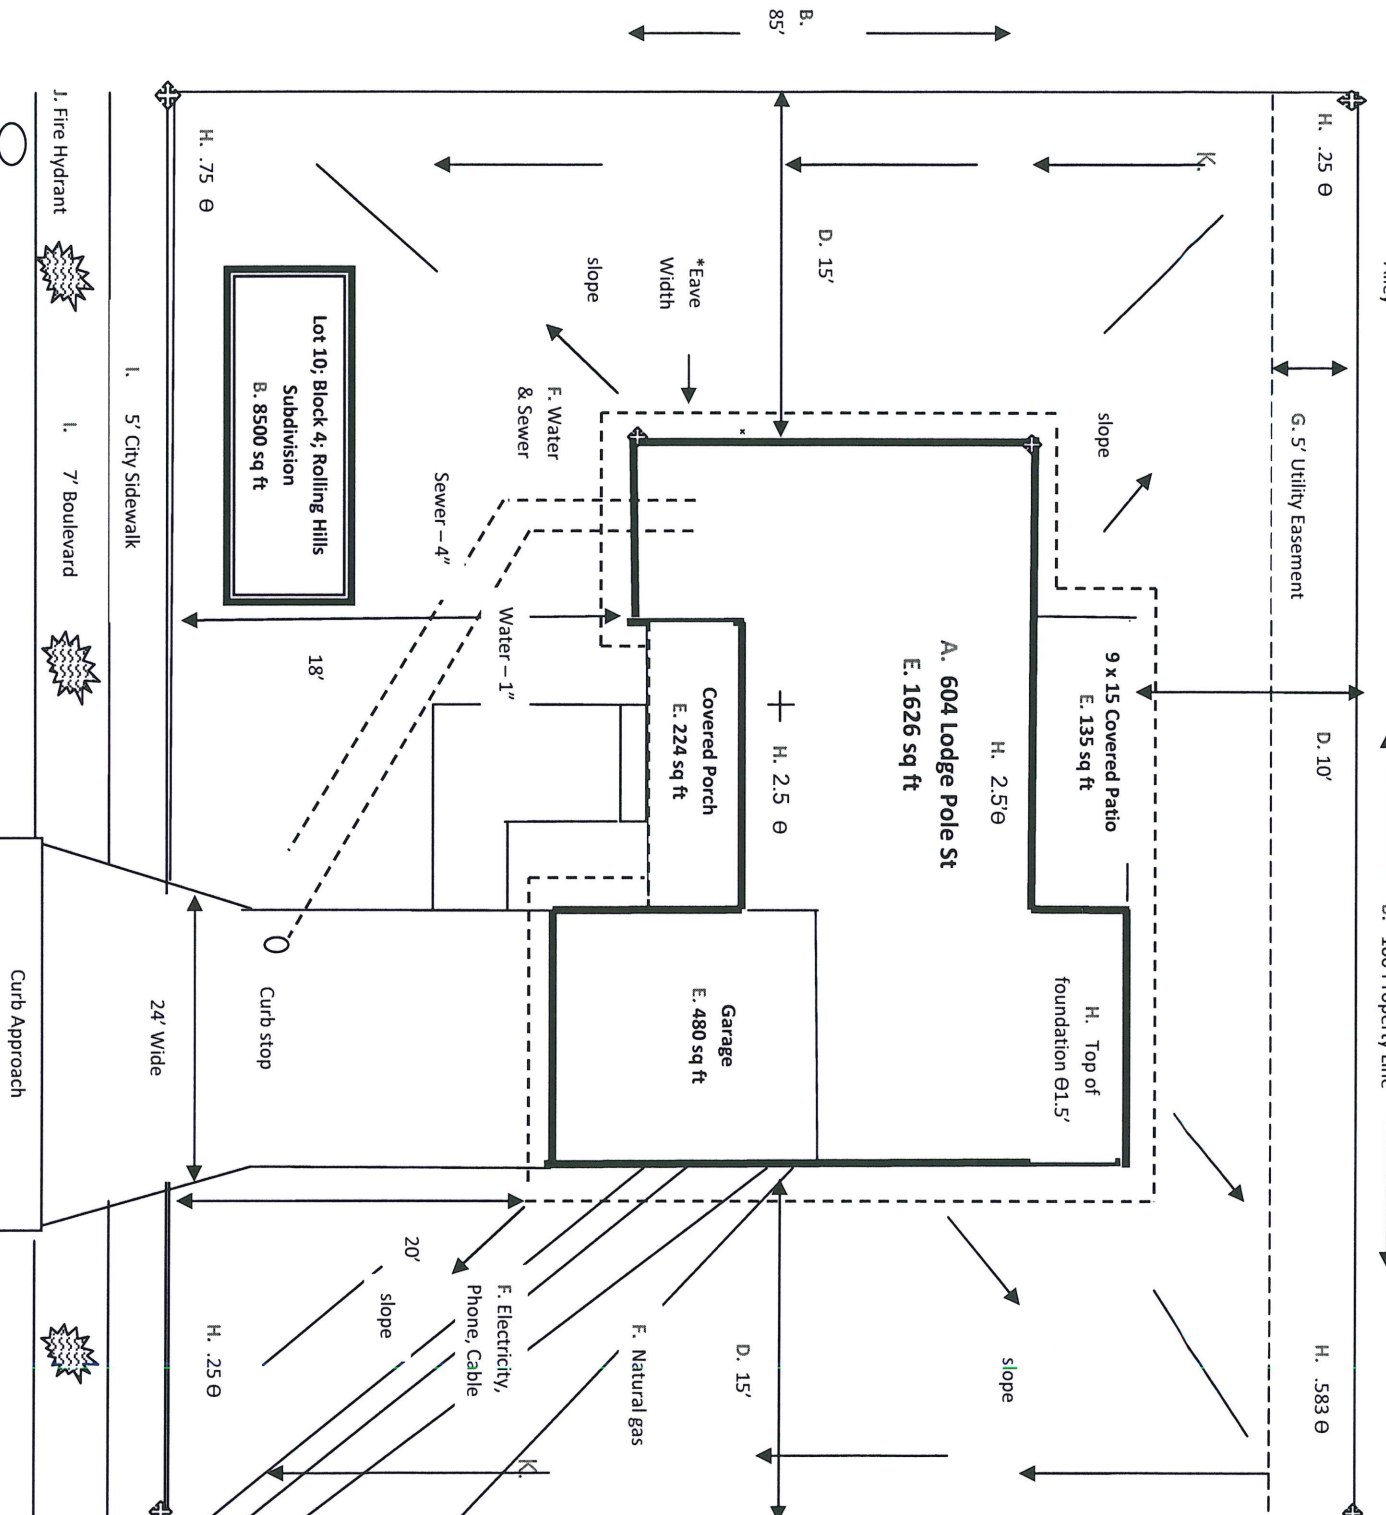 Alley
B. 100' Property Line
H. .25 Θ
G. 5' Utility Easement
D. 10'
H. .583 Θ
K.
slope
9 x 15 Covered Patio
E. 135 sq ft
H. Top of
foundation Θ1.5'
slope
H. 2.5'Θ
A. 604 Lodge Pole St
E. 1626 sq ft
B.
85'
D. 15'
H. 2.5 Θ
D. 15'
*Eave
Width
Covered Porch
E. 224 sq ft
Garage
E. 480 sq ft
F. Natural gas
slope
F. Water
& Sewer
Water – 1"
F. Electricity,
Phone, Cable
K.
Sewer – 4"
20'
slope
Lot 10; Block 4; Rolling Hills
Subdivision
B. 8500 sq ft
18'
Curb stop
H. .75 Θ
H. .25 Θ
24' Wide
I. 5' City Sidewalk
J. Fire Hydrant
I. 7' Boulevard
Curb Approach